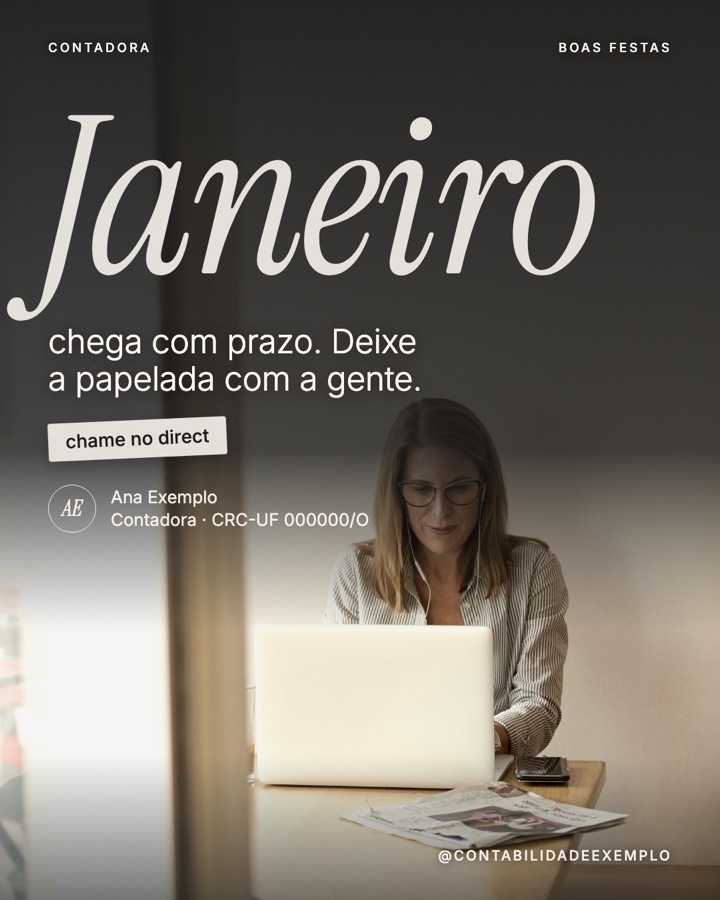 CONTADORA
BOAS FESTAS
Janeiro
chega com prazo. Deixe
a papelada com a gente.
chame no direct
AE
Ana Exemplo
Contadora · CRC-UF 000000/O
@CONTABILIDADEEXEMPLO